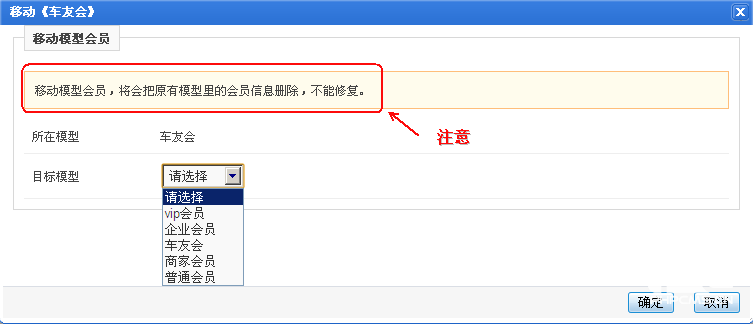 移动《车友会》
移动模型会员
移动模型会员，将会把原有模型里的会员信息删除，不能修复。
注意
所在模型 车友会
目标模型 请选择
请选择
vip会员
企业会员
车友会
商家会员
普通会员
确定 取消